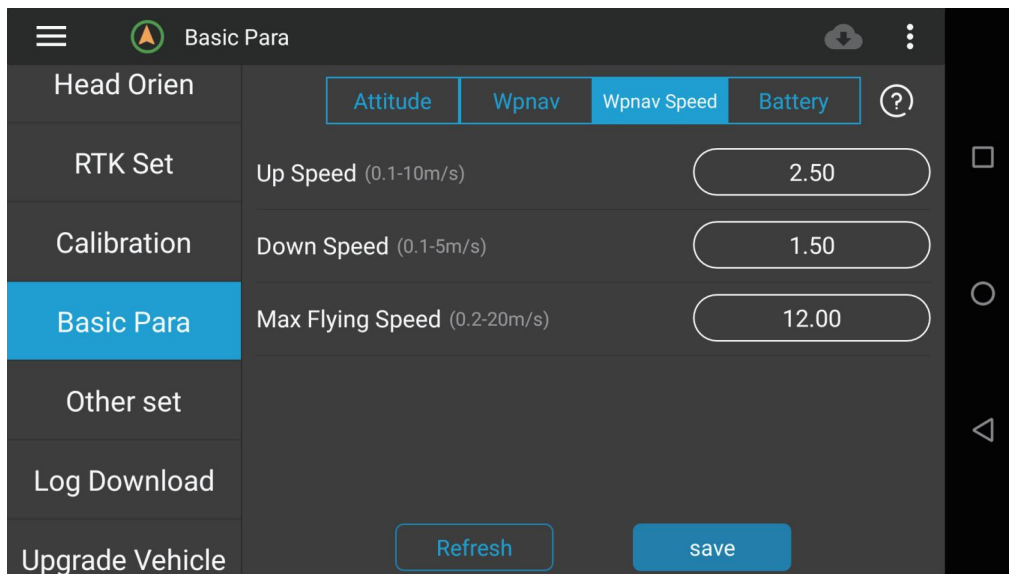 Basic Para
Head Orien
RTK Set
Calibration
Basic Para
Other set
Log Download
Upgrade Vehicle
Attitude Wpnav Wpnav Speed Battery ?
Up Speed (0.1-10m/s) 2.50
Down Speed (0.1-5m/s) 1.50
Max Flying Speed (0.2-20m/s) 12.00
Refresh save